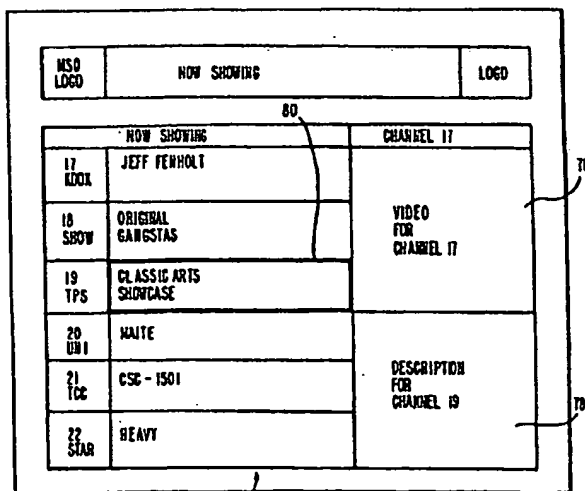 MSO
LOGO
NOW SHOWING
LOGO
80
NOW SHOWING
CHANNEL 17
17
KDOX
JEFF FENHOLT
18
SHOW
ORIGINAL
GANGSTAS
19
TPS
CLASSIC ARTS
SHOWCASE
20
UNI
MAITE
21
TCC
CSC - 1501
22
STAR
HEAVY
VIDEO
FOR
CHANNEL 17
DESCRIPTION
FOR
CHANNEL 19